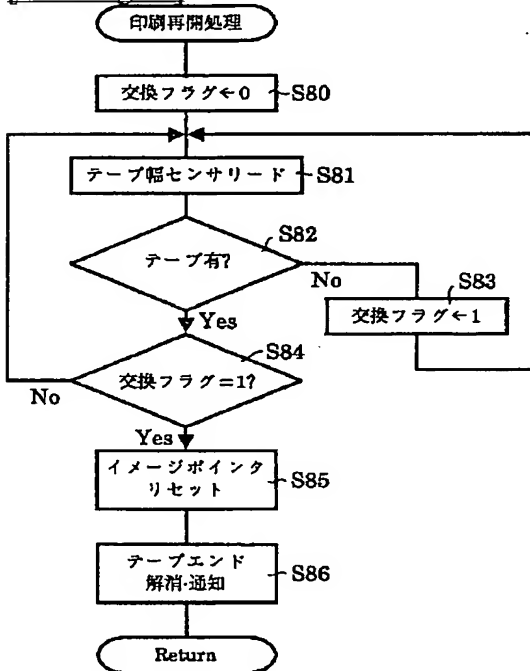 印刷再開処理
交換フラグ←0
S80
テープ幅センサリード
S81
テープ有?
S82
No
交換フラグ←1
S83
Yes
交換フラグ=1?
S84
No
Yes
イメージポインタ
リセット
S85
テープエンド
解消·通知
S86
Return